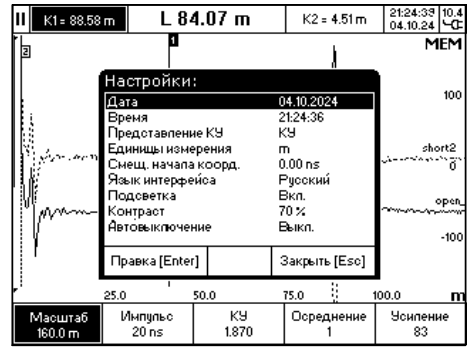 K1= 88.58 m L 84.07 m K2 = 4.51 m 21:24:39 10.4
04.10.24
MEM
2 1
100
short2
0
open
-100
Настройки:
Дата 04.10.2024
Время 21:24:36
Представление КУ КУ
Единицы измерения m
Смещ. начала коорд. 0.00 ns
Язык интерфейса Русский
Подсветка Вкл.
Контраст 70 %
Автовыключение Выкл.
Правка [Enter] Закрыть [Esc]
25.0 50.0 75.0 100.0 m
Масштаб Импульс КУ Осреднение Усиление
160.0 m 20 ns 1.870 1 83